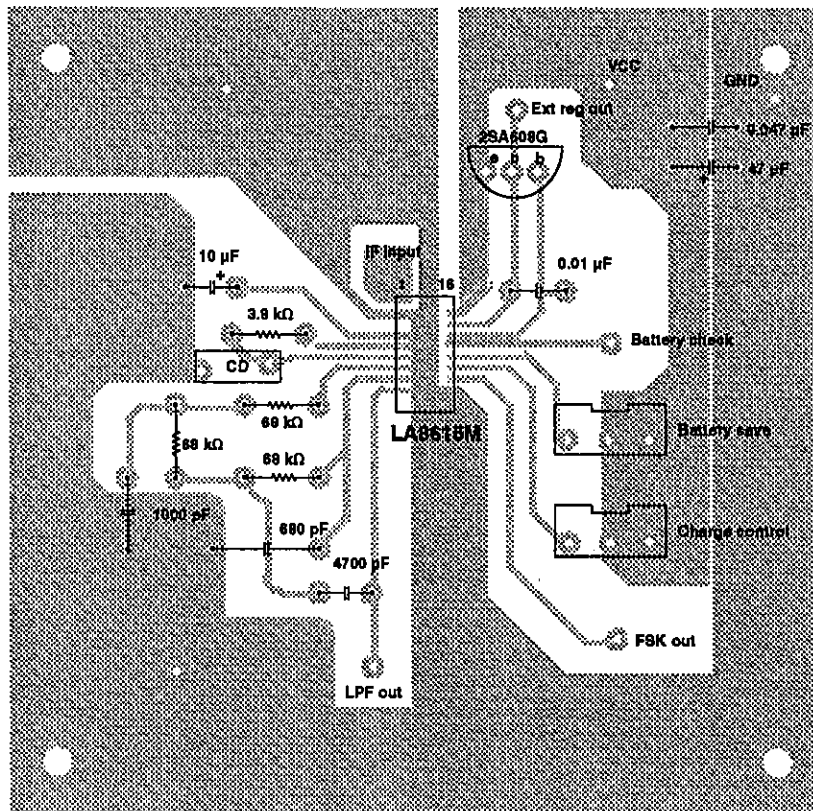 VCC
GND
Ext reg out
0.047 µF
2SA608G
e b b
47 µF
+
IF input
10 µF
+
0.01 µF
1 16
3.9 kΩ
Battery check
CD
68 kΩ
LA8616M
Battery save
68 kΩ
68 kΩ
1000 pF
680 pF
Charge control
4700 pF
FSK out
LPF out